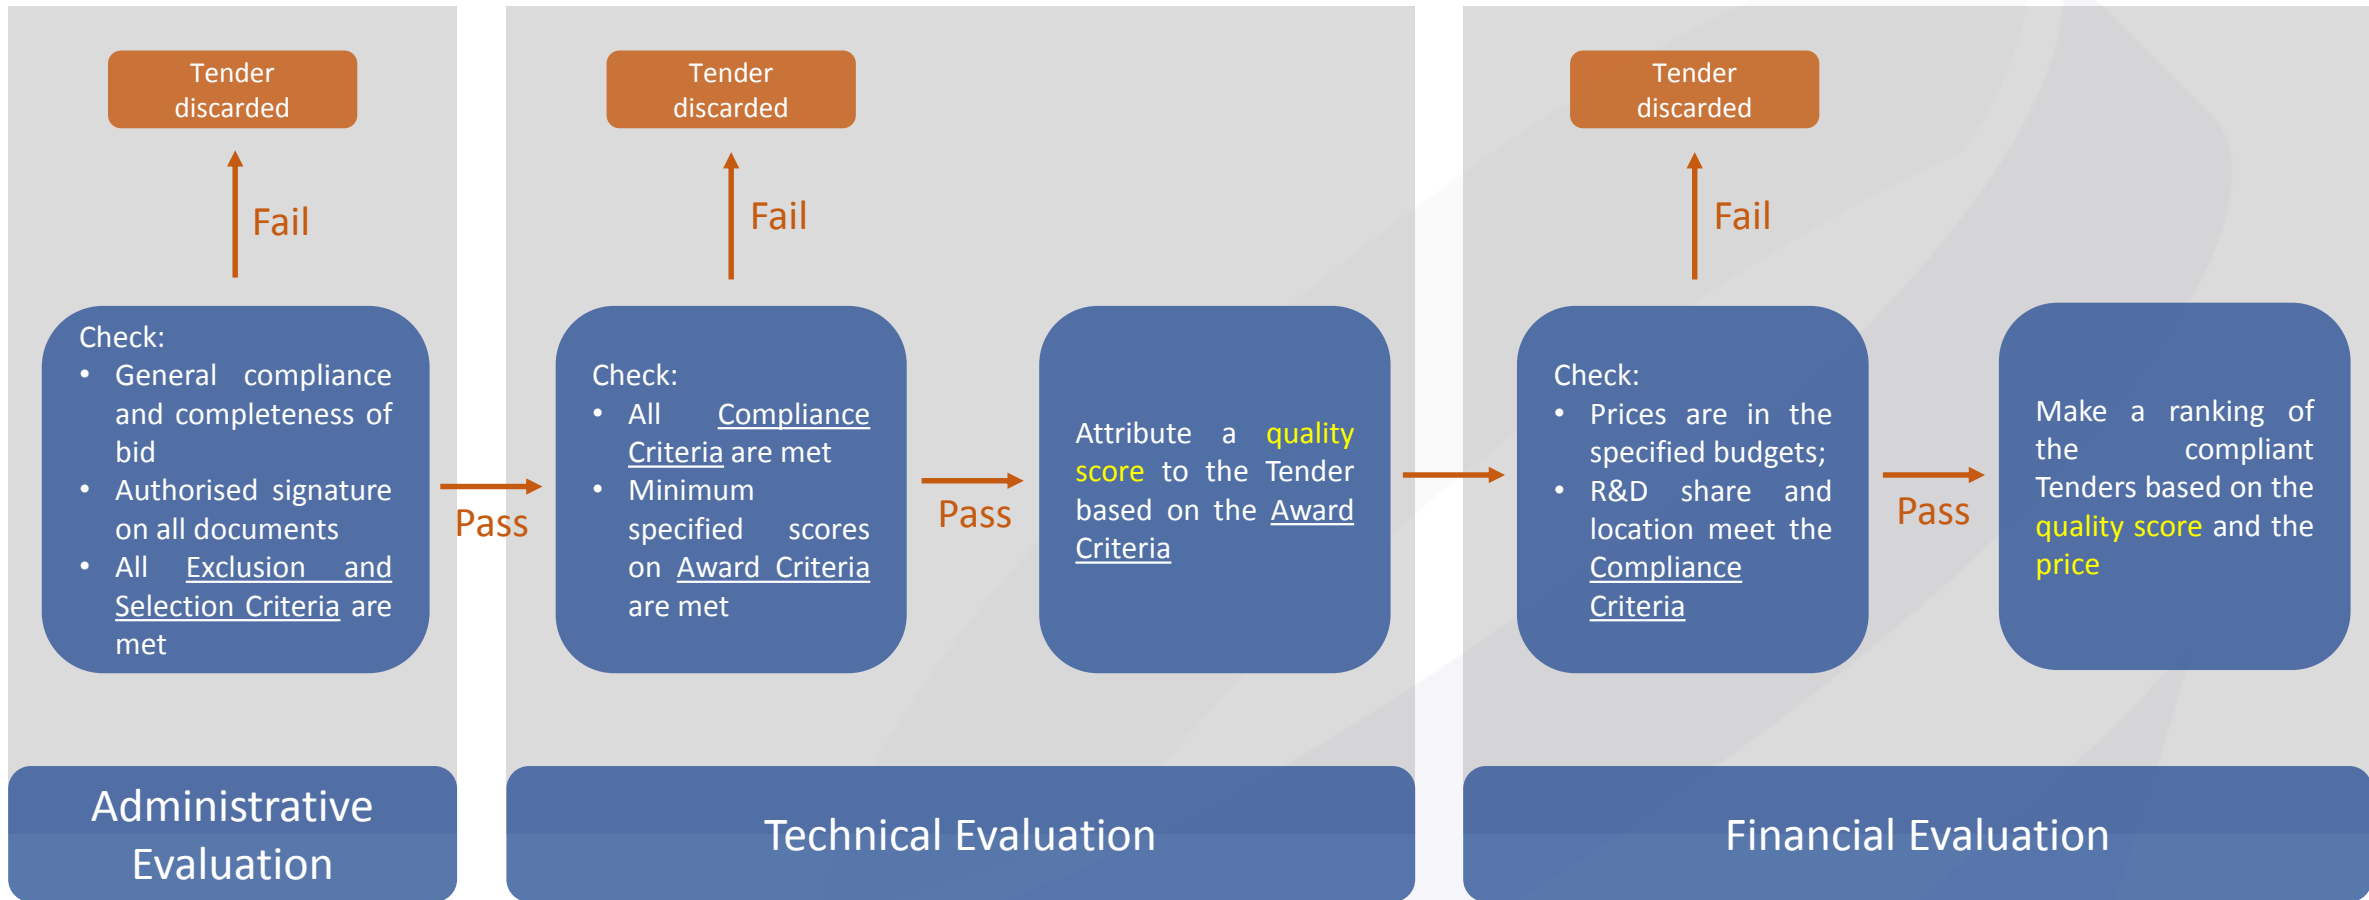 Tender
discarded
Fail
Check:
• General compliance
and completeness of
bid
• Authorised signature
on all documents
• All Exclusion and
Selection Criteria are
met
Pass
Administrative
Evaluation
Tender
discarded
Fail
Check:
• All Compliance
Criteria are met
• Minimum
specified scores
on Award Criteria
are met
Pass
Attribute a quality
score to the Tender
based on the Award
Criteria
Technical Evaluation
Tender
discarded
Fail
Check:
• Prices are in the
specified budgets;
• R&D share and
location meet the
Compliance
Criteria
Pass
Make a ranking of
the compliant
Tenders based on the
quality score and the
price
Financial Evaluation